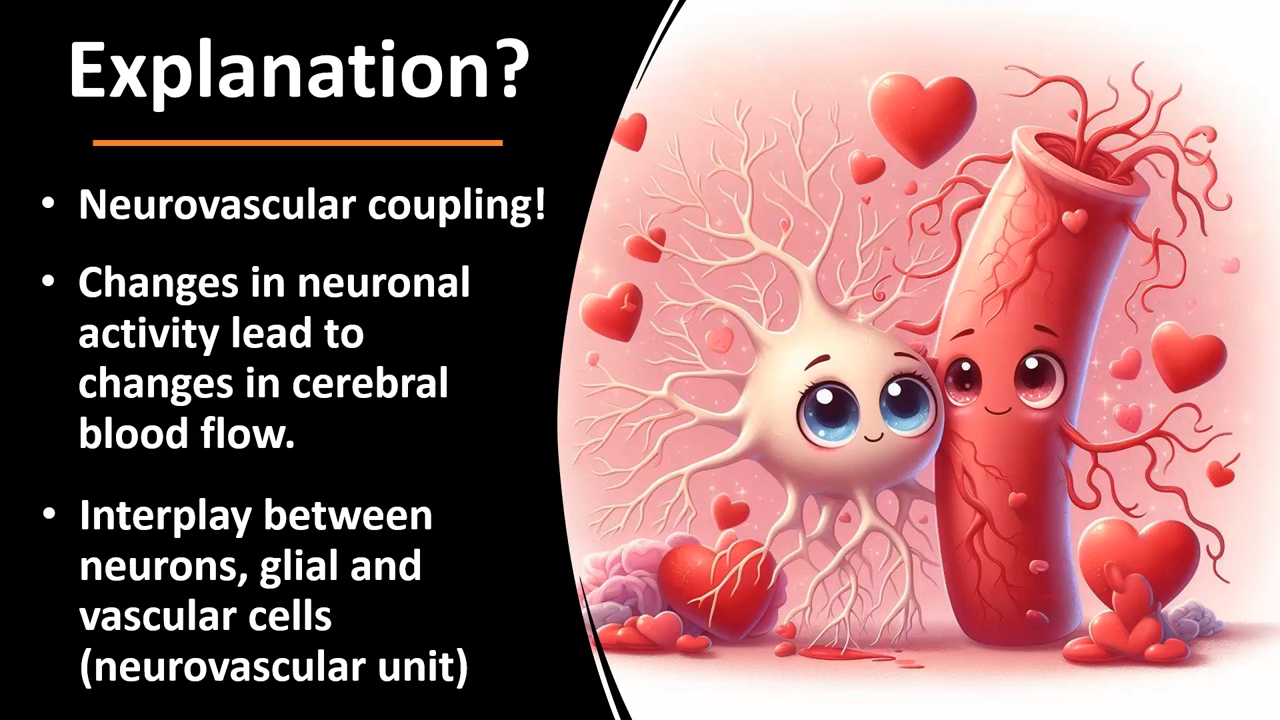 Explanation?
• Neurovascular coupling!
• Changes in neuronal
activity lead to
changes in cerebral
blood flow.
• Interplay between
neurons, glial and
vascular cells
(neurovascular unit)